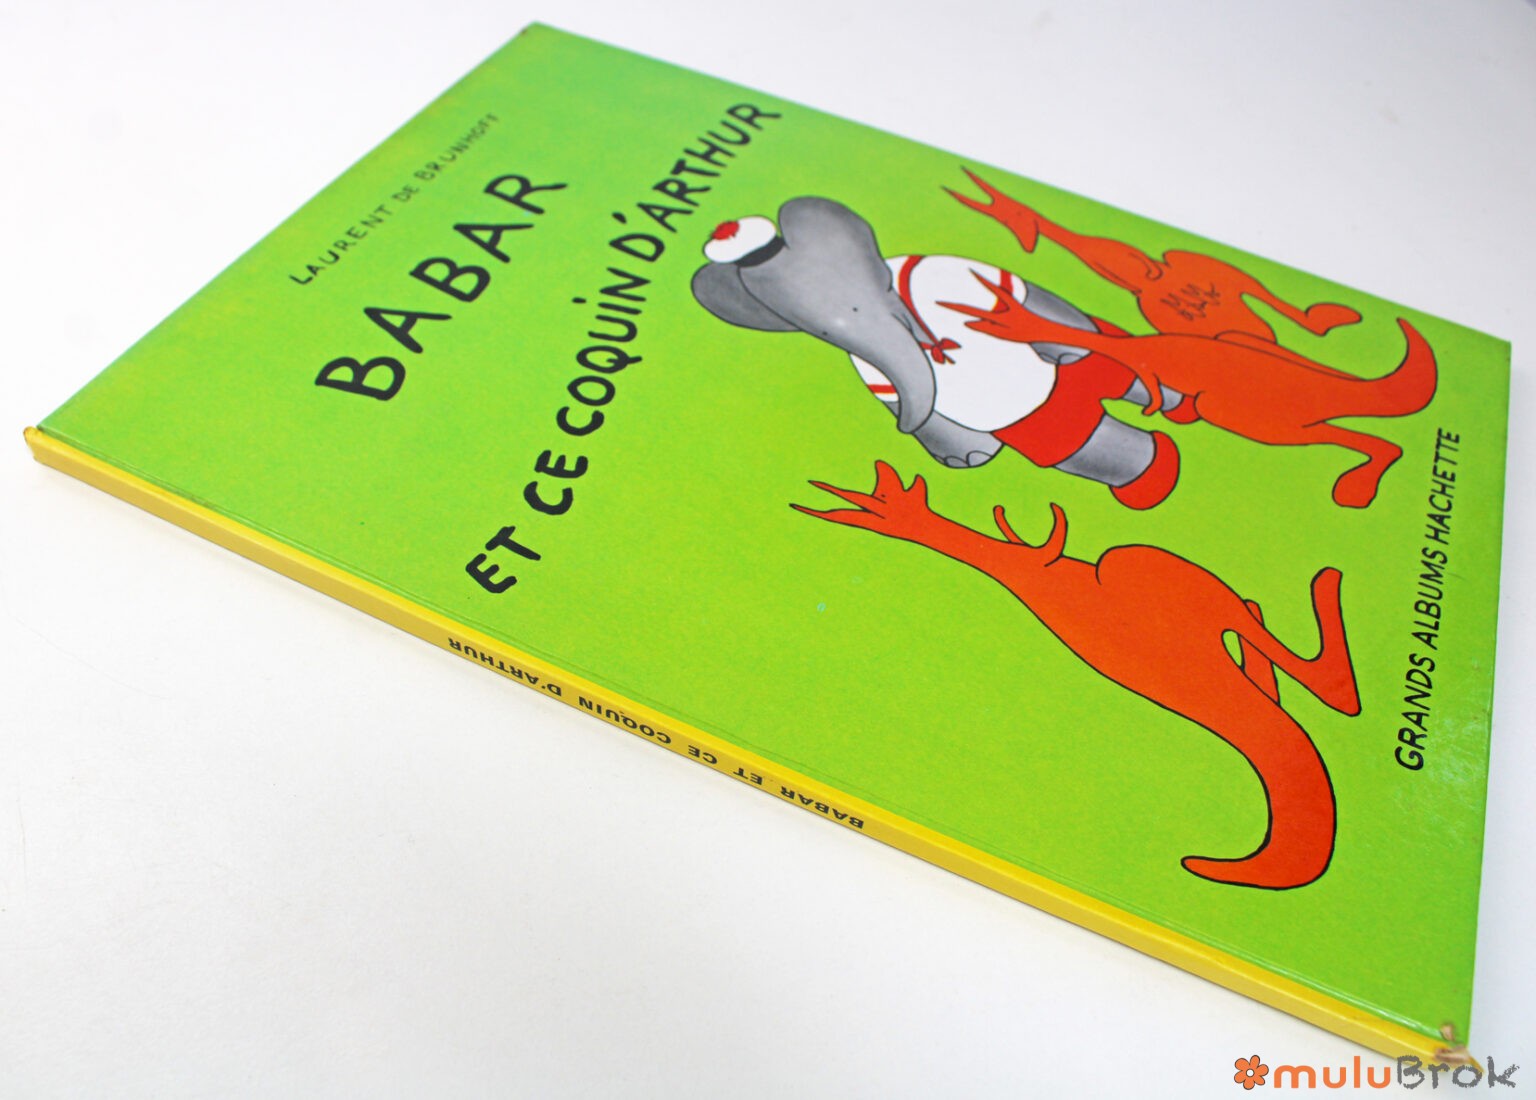 LAURENT DE BRUNHOFF
BABAR
ET CE COQUIN D'ARTHUR
GRANDS ALBUMS HACHETTE
BABAR ET CE COQUIN D'ARTHUR
muluBrok